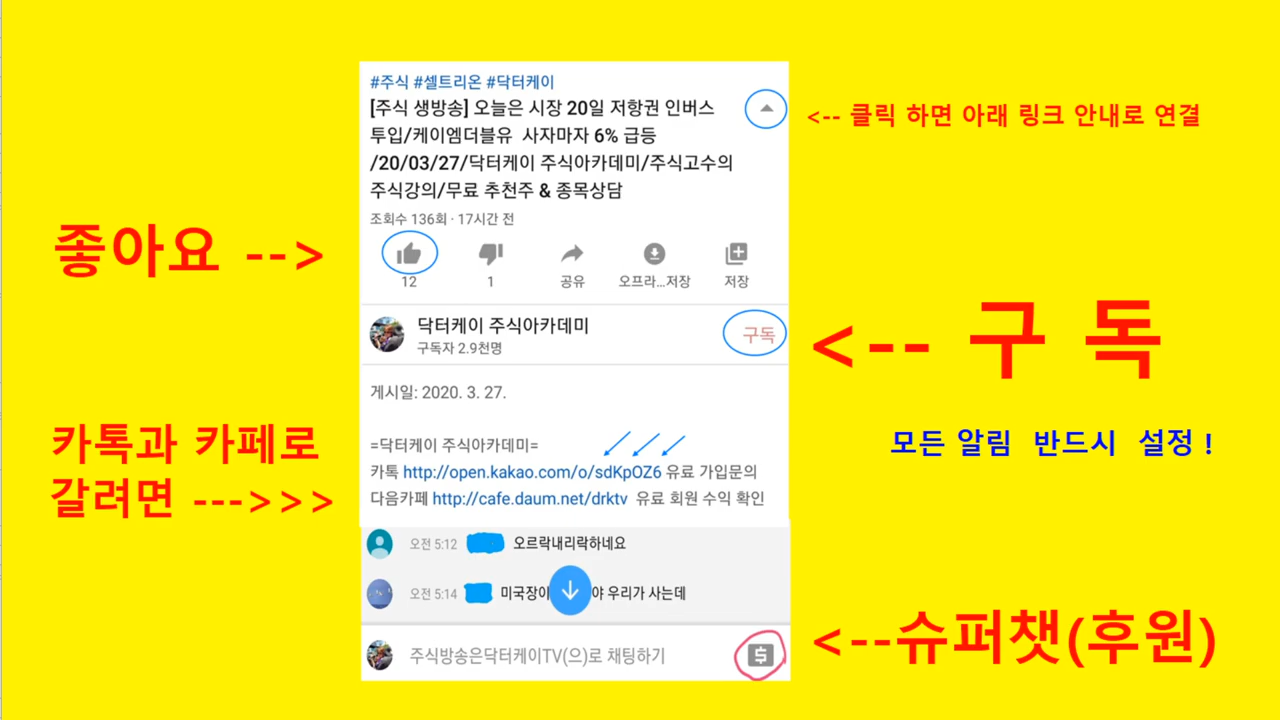 #주식 #셀트리온 #닥터케이
[주식 생방송] 오늘은 시장 20일 저항권 인버스
투입/케이엠더블유 사자마자 6% 급등
/20/03/27/닥터케이 주식아카데미/주식고수의
주식강의/무료 추천주 & 종목상담
<-- 클릭 하면 아래 링크 안내로 연결
조회수 136회 · 17시간 전
좋아요 -->
12
1
공유
오프라...저장
저장
닥터케이 주식아카데미
구독자 2.9천명
구독
<-- 구 독
게시일: 2020. 3. 27.
모든 알림 반드시 설정 !
카톡과 카페로
갈려면 --->>>
=닥터케이 주식아카데미=
카톡 http://open.kakao.com/o/sdKpOZ6 유료 가입문의
다음카페 http://cafe.daum.net/drktv 유료 회원 수익 확인
오전 5:12 오르락내리락하네요
오전 5:14 미국장이 야 우리가 사는데
주식방송은닥터케이TV(으)로 채팅하기
<--슈퍼챗(후원)